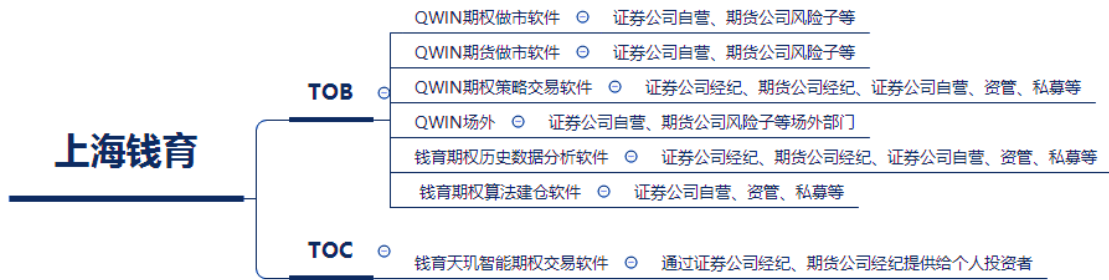 上海钱育
TOB
QWIN期权做市软件 证券公司自营、期货公司风险子等
QWIN期货做市软件 证券公司自营、期货公司风险子等
QWIN期权策略交易软件 证券公司经纪、期货公司经纪、证券公司自营、资管、私募等
QWIN场外 证券公司自营、期货公司风险子等场外部门
钱育期权历史数据分析软件 证券公司经纪、期货公司经纪、证券公司自营、资管、私募等
钱育期权算法建仓软件 证券公司自营、资管、私募等
TOC
钱育天玑智能期权交易软件 通过证券公司经纪、期货公司经纪提供给个人投资者